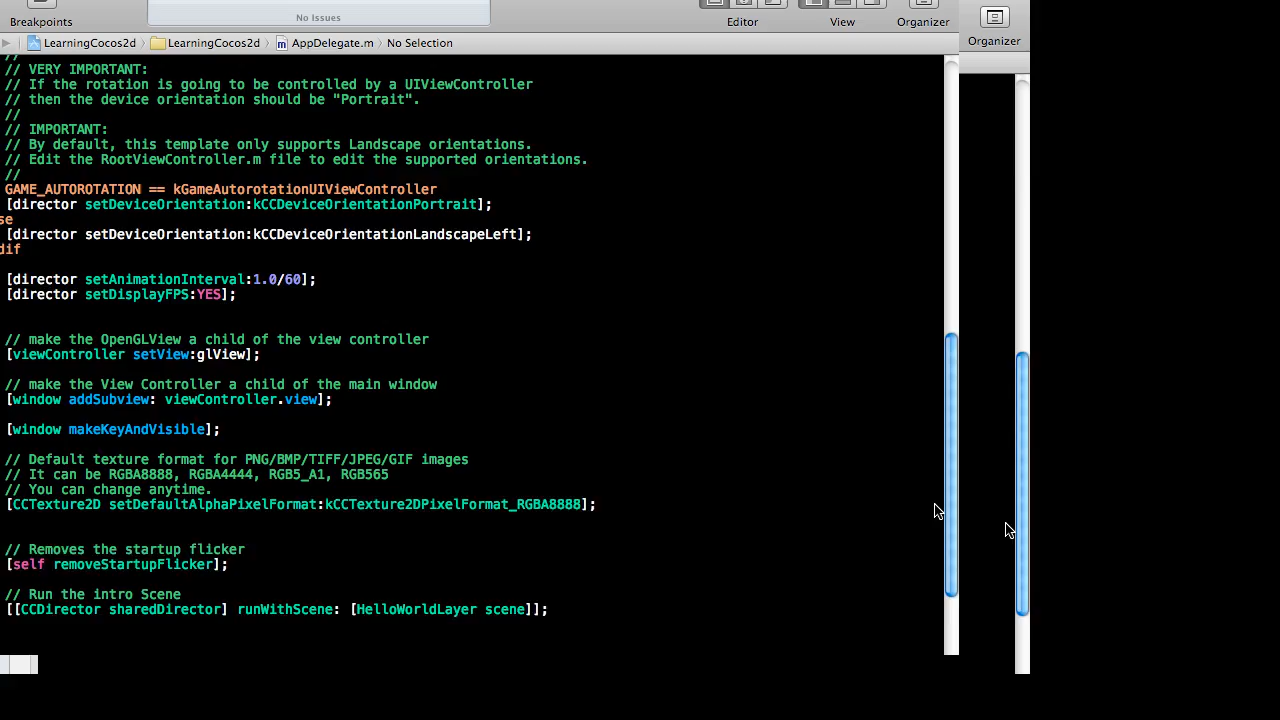 Breakpoints
No Issues
Editor
View
Organizer
Organizer
LearningCocos2d
LearningCocos2d
AppDelegate.m
No Selection
//
// VERY IMPORTANT:
// If the rotation is going to be controlled by a UIViewController
// then the device orientation should be "Portrait".
//
// IMPORTANT:
// By default, this template only supports Landscape orientations.
// Edit the RootViewController.m file to edit the supported orientations.
//
GAME_AUTOROTATION == kGameAutorotationUIViewController
[director setDeviceOrientation:kCCDeviceOrientationPortrait];
se
[director setDeviceOrientation:kCCDeviceOrientationLandscapeLeft];
dif
[director setAnimationInterval:1.0/60];
[director setDisplayFPS:YES];
// make the OpenGLView a child of the view controller
[viewController setView:glView];
// make the View Controller a child of the main window
[window addSubview: viewController.view];
[window makeKeyAndVisible];
// Default texture format for PNG/BMP/TIFF/JPEG/GIF images
// It can be RGBA8888, RGBA4444, RGB5_A1, RGB565
// You can change anytime.
[CCTexture2D setDefaultAlphaPixelFormat:kCCTexture2DPixelFormat_RGBA8888];
// Removes the startup flicker
[self removeStartupFlicker];
// Run the intro Scene
[[CCDirector sharedDirector] runWithScene: [HelloWorldLayer scene]];